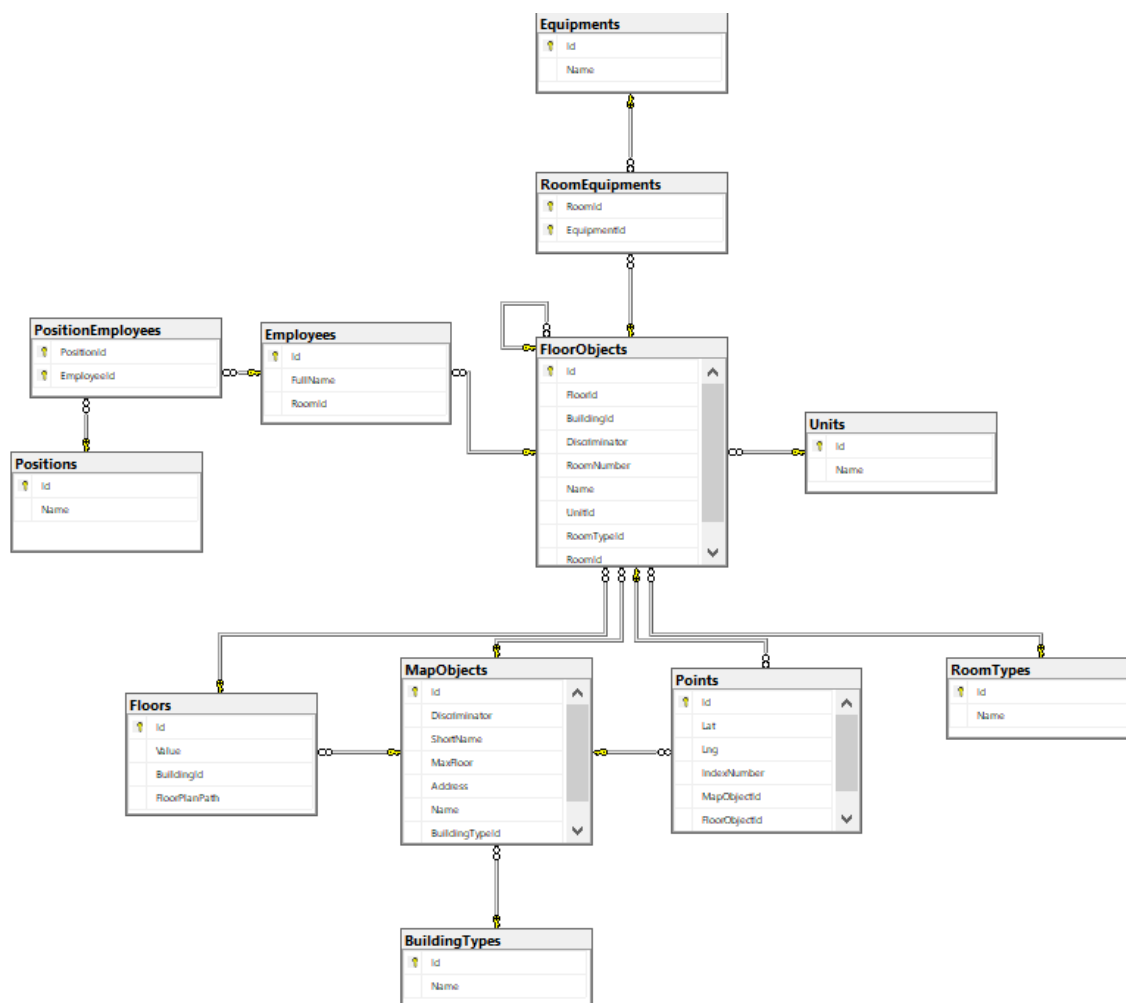 Equipments
Id
Name
RoomEquipments
RoomId
EquipmentId
PositionEmployees
PositionId
EmployeeId
Employees
Id
FullName
RoomId
Positions
Id
Name
FloorObjects
Id
FloorId
BuildingId
Discriminator
RoomNumber
Name
UnitId
RoomTypeId
RoomId
Units
Id
Name
Floors
Id
Value
BuildingId
FloorPlanPath
MapObjects
Id
Discriminator
ShortName
MaxFloor
Address
Name
BuildingTypeId
Points
Id
Lat
Lng
IndexNumber
MapObjectId
FloorObjectId
RoomTypes
Id
Name
BuildingTypes
Id
Name